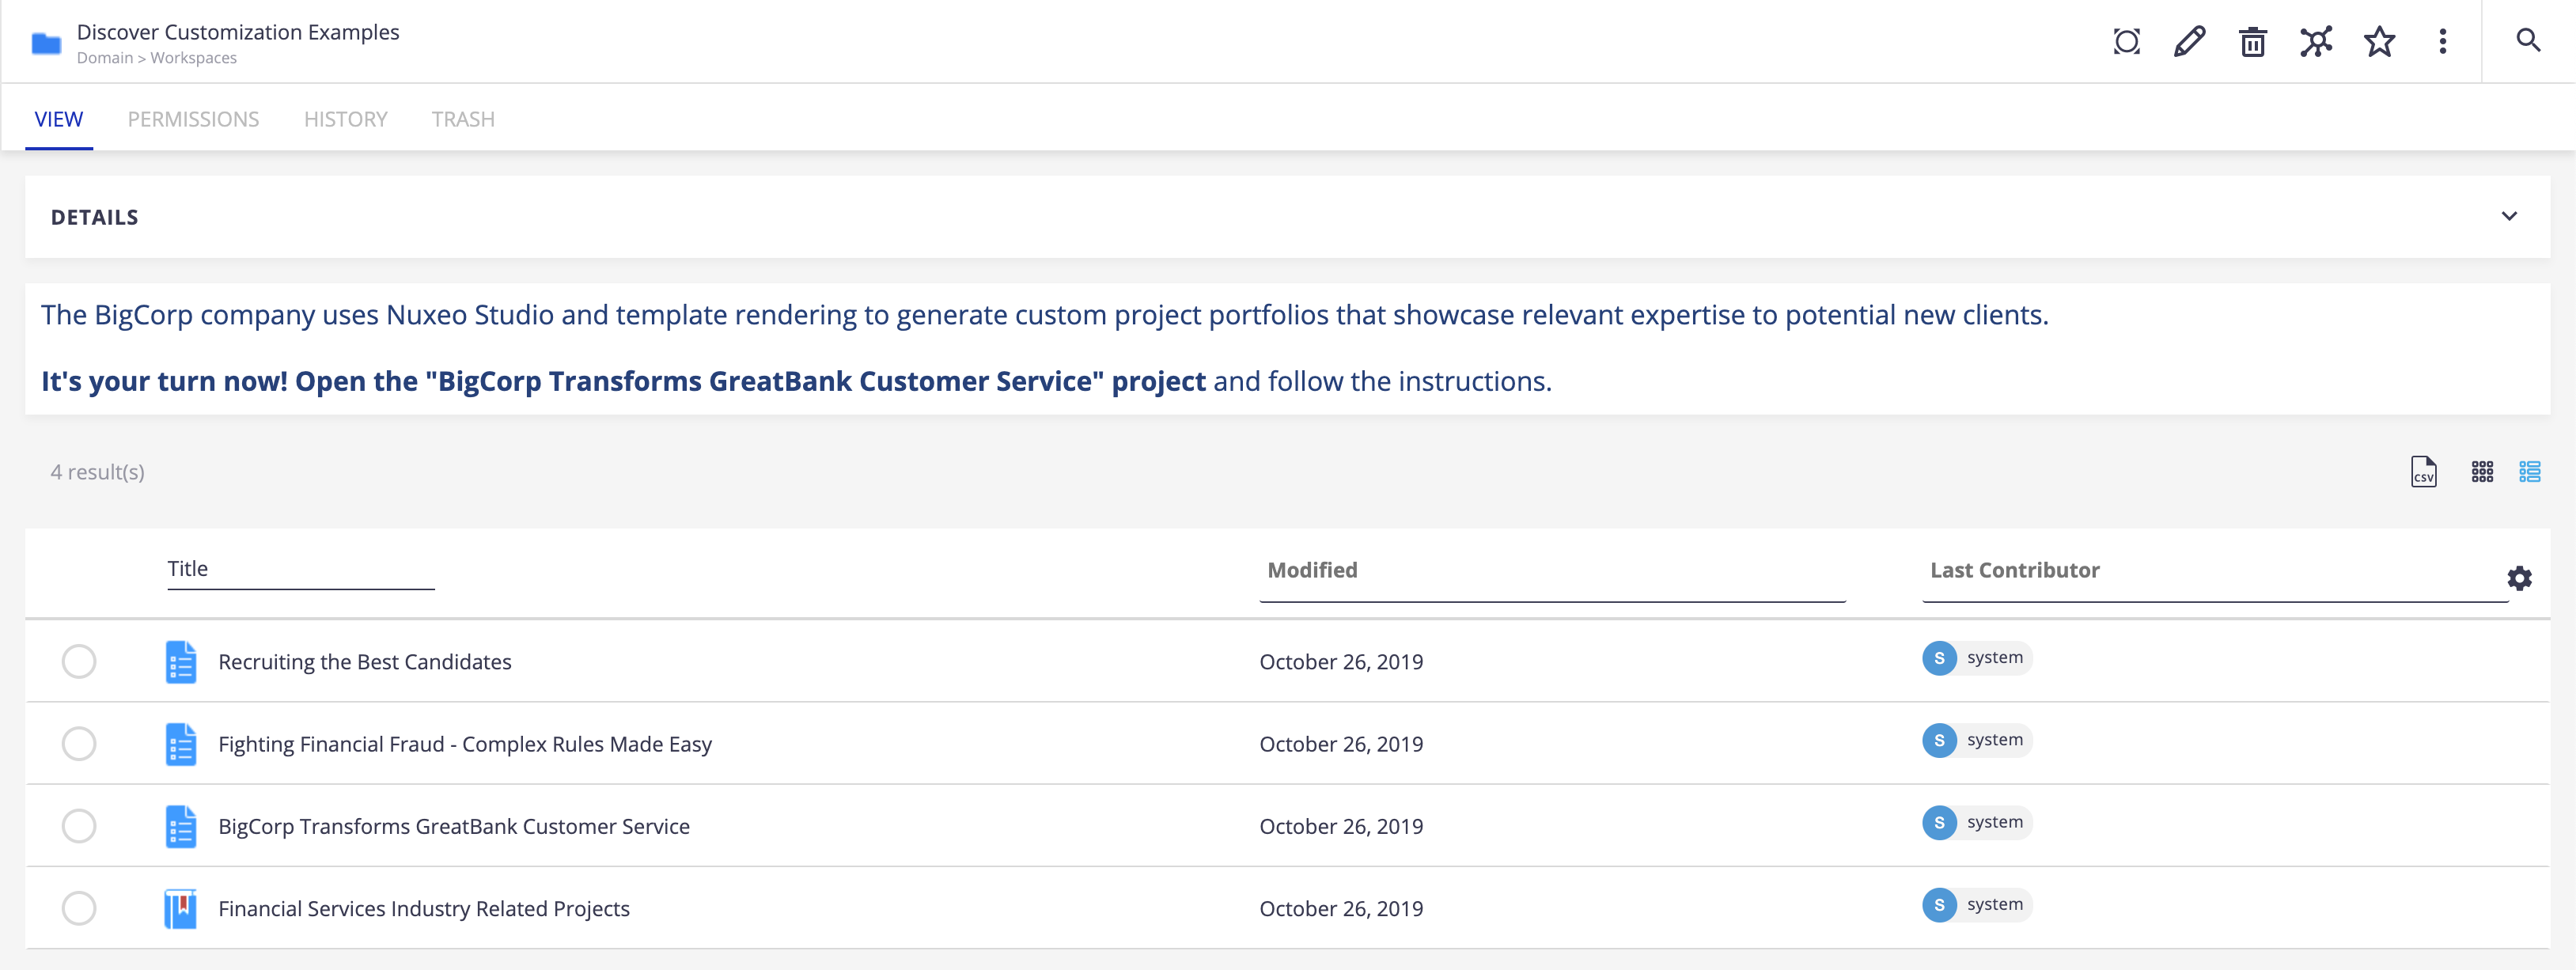 Discover Customization Examples
Domain > Workspaces
VIEW PERMISSIONS HISTORY TRASH
DETAILS
The BigCorp company uses Nuxeo Studio and template rendering to generate custom project portfolios that showcase relevant expertise to potential new clients.
It's your turn now! Open the "BigCorp Transforms GreatBank Customer Service" project and follow the instructions.
4 result(s)
CSV
Title Modified Last Contributor
Recruiting the Best Candidates October 26, 2019 S system
Fighting Financial Fraud - Complex Rules Made Easy October 26, 2019 S system
BigCorp Transforms GreatBank Customer Service October 26, 2019 S system
Financial Services Industry Related Projects October 26, 2019 S system